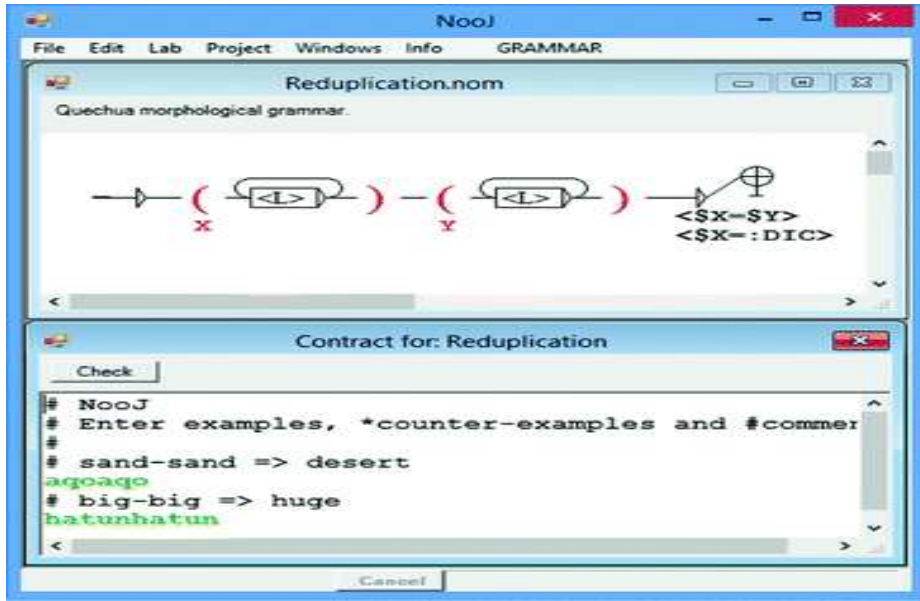 NooJ
File Edit Lab Project Windows Info GRAMMAR
Reduplication.nom
Quechua morphological grammar.
( <L> ) ( <L> )
X Y
<$X=$Y>
<$X=:DIC>
Contract for: Reduplication
Check
# NooJ
# Enter examples, *counter-examples and #commer
#
# sand-sand => desert
aqoaqo
# big-big => huge
hatunhatun
Cancel